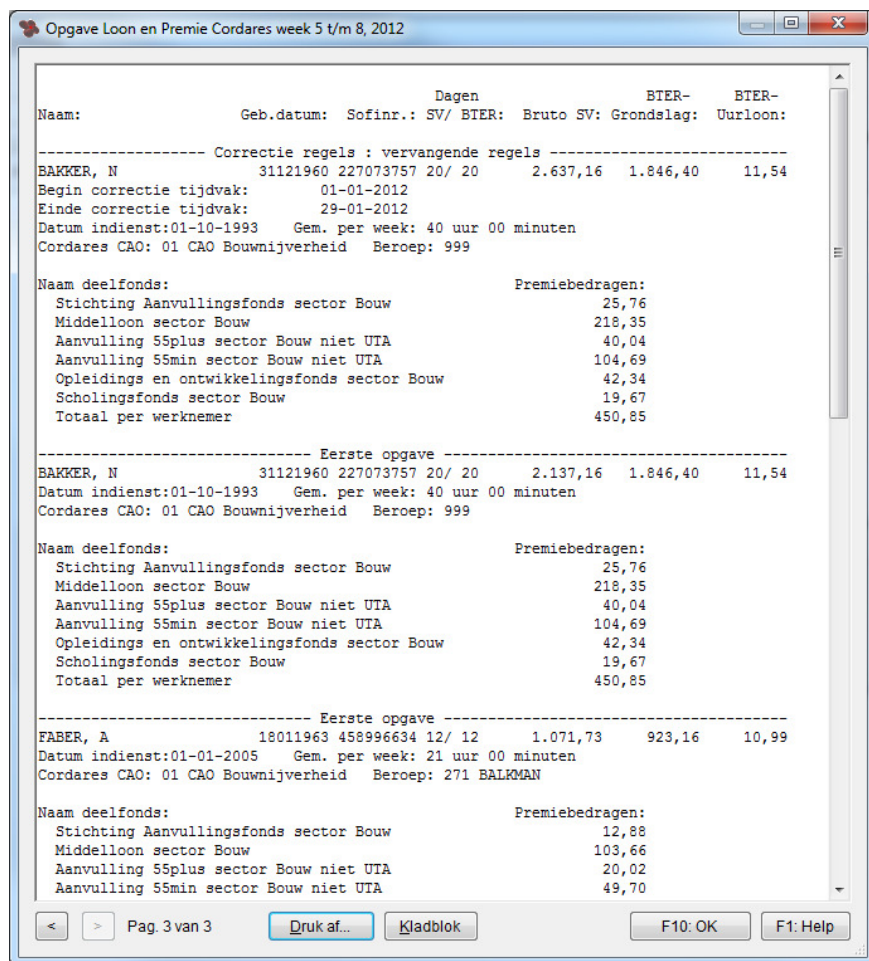 Opgave Loon en Premie Cordares week 5 t/m 8, 2012
Dagen BTER- BTER-
Naam: Geb.datum: Sofinr.: SV/ BTER: Bruto SV: Grondslag: Uurloon:
------------------- Correctie regels : vervangende regels ---------------------------
BAKKER, N 31121960 227073757 20/ 20 2.637,16 1.846,40 11,54
Begin correctie tijdvak: 01-01-2012
Einde correctie tijdvak: 29-01-2012
Datum indienst:01-10-1993 Gem. per week: 40 uur 00 minuten
Cordares CAO: 01 CAO Bouwnijverheid Beroep: 999
Naam deelfonds: Premiebedragen:
Stichting Aanvullingsfonds sector Bouw 25,76
Middelloon sector Bouw 218,35
Aanvulling 55plus sector Bouw niet UTA 40,04
Aanvulling 55min sector Bouw niet UTA 104,69
Opleidings en ontwikkelingsfonds sector Bouw 42,34
Scholingsfonds sector Bouw 19,67
Totaal per werknemer 450,85
------------------------------- Eerste opgave ---------------------------------------
BAKKER, N 31121960 227073757 20/ 20 2.137,16 1.846,40 11,54
Datum indienst:01-10-1993 Gem. per week: 40 uur 00 minuten
Cordares CAO: 01 CAO Bouwnijverheid Beroep: 999
Naam deelfonds: Premiebedragen:
Stichting Aanvullingsfonds sector Bouw 25,76
Middelloon sector Bouw 218,35
Aanvulling 55plus sector Bouw niet UTA 40,04
Aanvulling 55min sector Bouw niet UTA 104,69
Opleidings en ontwikkelingsfonds sector Bouw 42,34
Scholingsfonds sector Bouw 19,67
Totaal per werknemer 450,85
------------------------------- Eerste opgave ---------------------------------------
FABER, A 18011963 458996634 12/ 12 1.071,73 923,16 10,99
Datum indienst:01-01-2005 Gem. per week: 21 uur 00 minuten
Cordares CAO: 01 CAO Bouwnijverheid Beroep: 271 BALKMAN
Naam deelfonds: Premiebedragen:
Stichting Aanvullingsfonds sector Bouw 12,88
Middelloon sector Bouw 103,66
Aanvulling 55plus sector Bouw niet UTA 20,02
Aanvulling 55min sector Bouw niet UTA 49,70
< > Pag. 3 van 3 Druk af... Kladblok F10: OK F1: Help